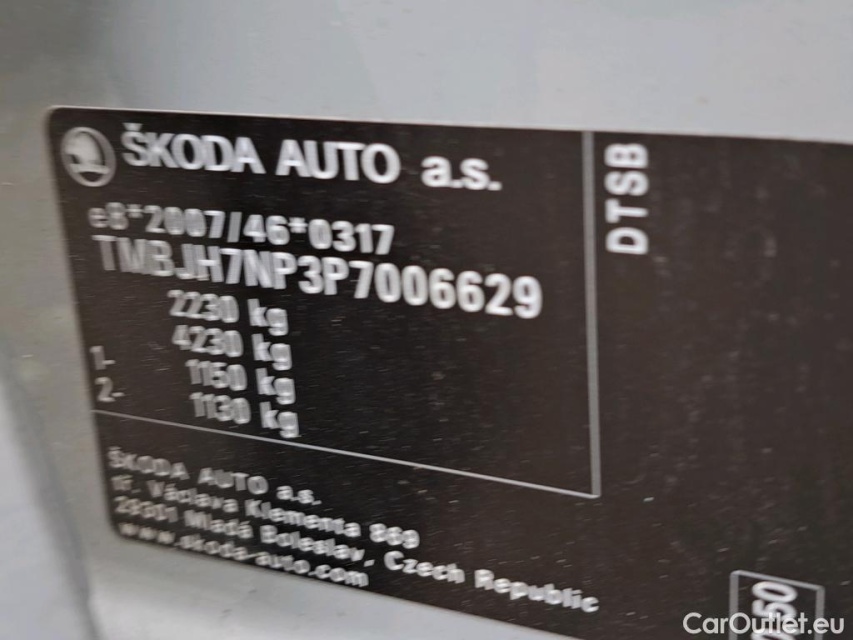 ŠKODA AUTO a.s.
e8*2007/46*0317
TMBJH7NP3P7006629
2230 kg
4230 kg
1- 1150 kg
2- 1130 kg
DTSB
ŠKODA AUTO a.s.
tř. Václava Klementa 869
29301 Mladá Boleslav, Czech Republic
www.skoda-auto.com
CarOutlet.eu